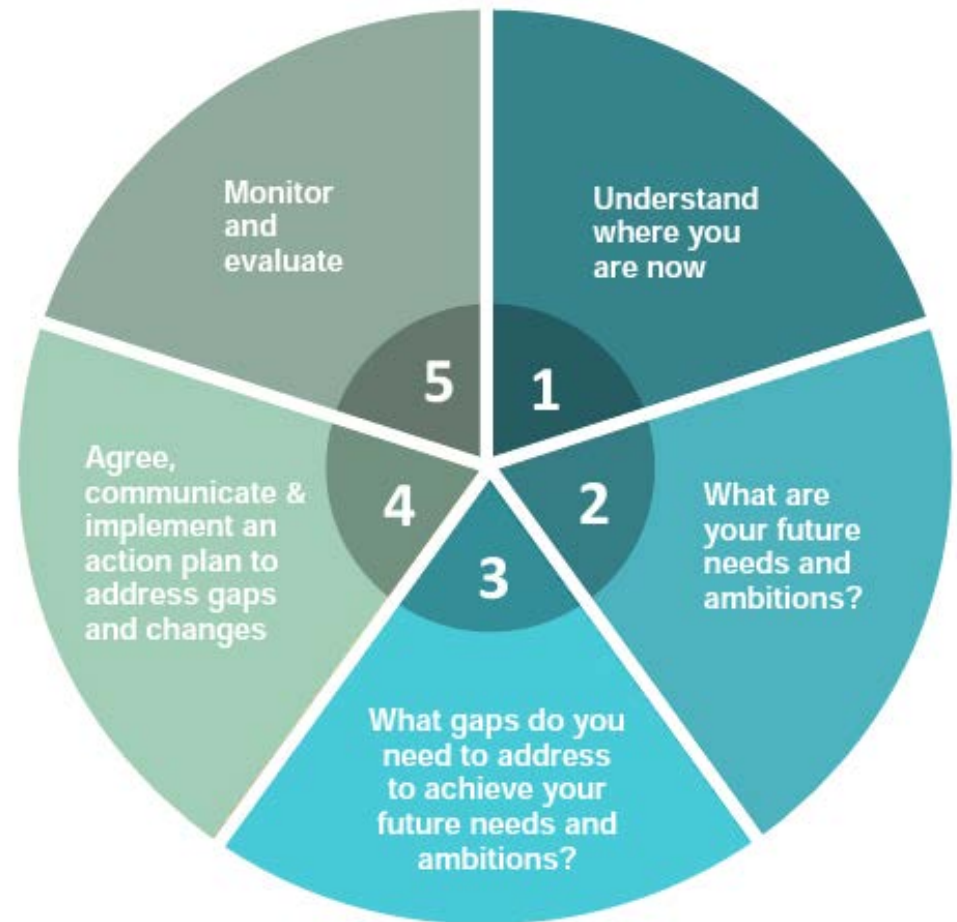 1
Understand
where you
are now
2
What are
your future
needs and
ambitions?
3
What gaps do you
need to address
to achieve your
future needs and
ambitions?
4
Agree,
communicate &
implement an
action plan to
address gaps
and changes
5
Monitor
and
evaluate